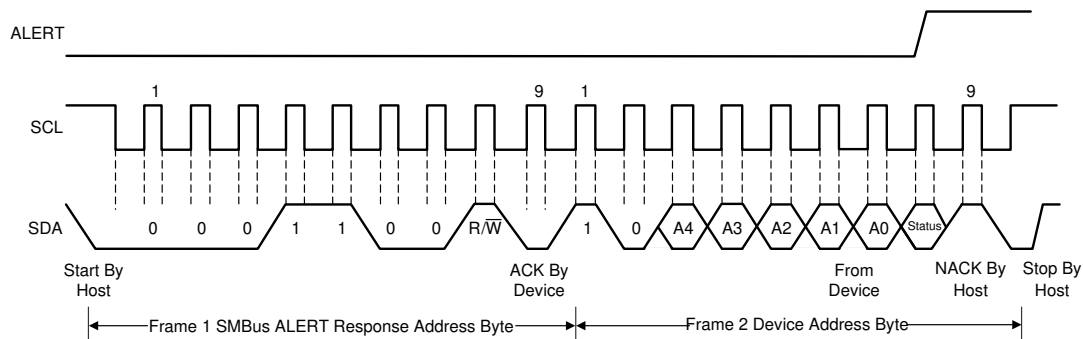 ALERT
1 9 1 9
SCL
SDA
0 0 0 1 1 0 0 R/W̅ 1 0 A4 A3 A2 A1 A0 Status
Start By
Host
ACK By
Device
From
Device
NACK By
Host
Stop By
Host
Frame 1 SMBus ALERT Response Address Byte
Frame 2 Device Address Byte